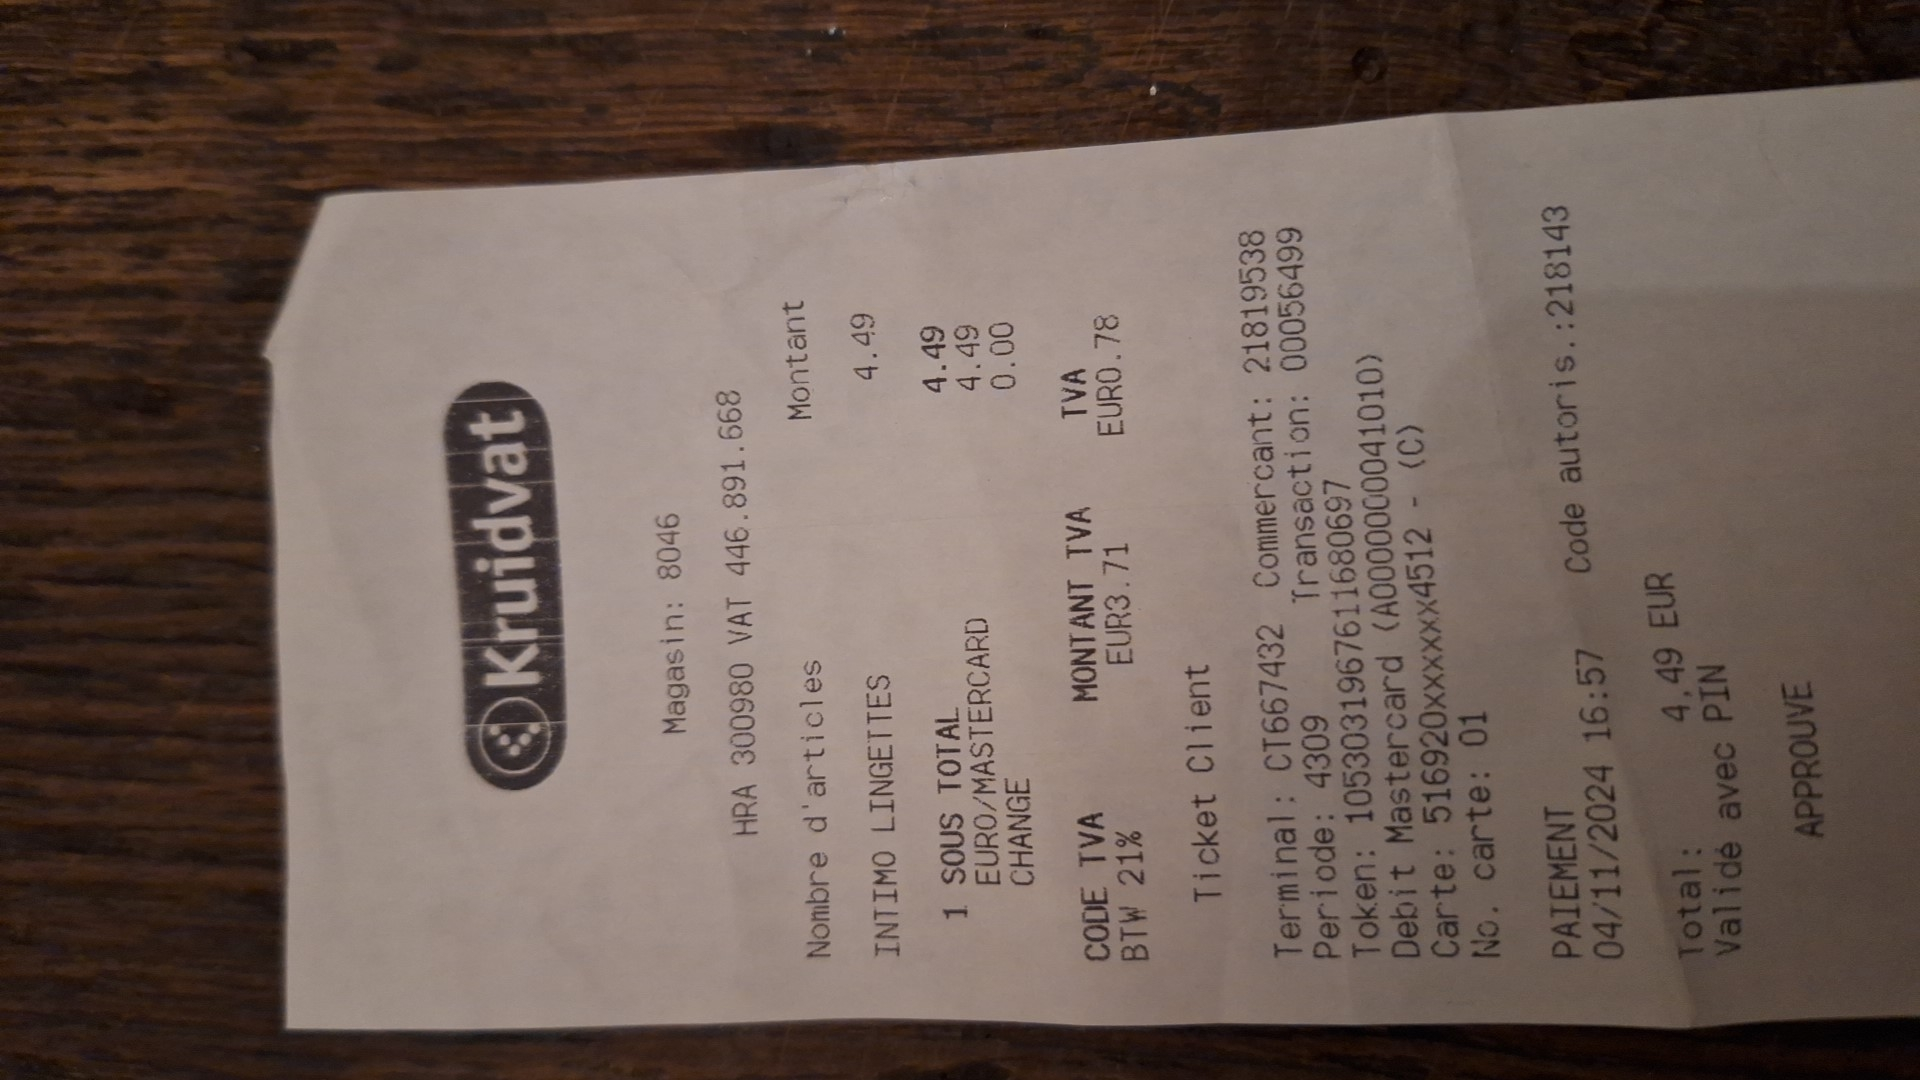 Kruidvat
Magasin: 8046
HRA 300980 VAT 446.891.668
Nombre d'articles Montant
INTIMO LINGETTES 4.49
1 SOUS TOTAL 4.49
EURO/MASTERCARD 4.49
CHANGE 0.00
CODE TVA MONTANT TVA TVA
BTW 21% EUR3.71 EUR0.78
Ticket Client
Terminal: CT667432 Commercant: 21819538
Periode: 4309 Transaction: 00056499
Token: 1053031967611680697
Debit Mastercard (A0000000041010)
Carte: 516920xxxxxx4512 - (C)
No. carte: 01
PAIEMENT
04/11/2024 16:57 Code autoris.:218143
Total: 4,49 EUR
Validé avec PIN
APPROUVE